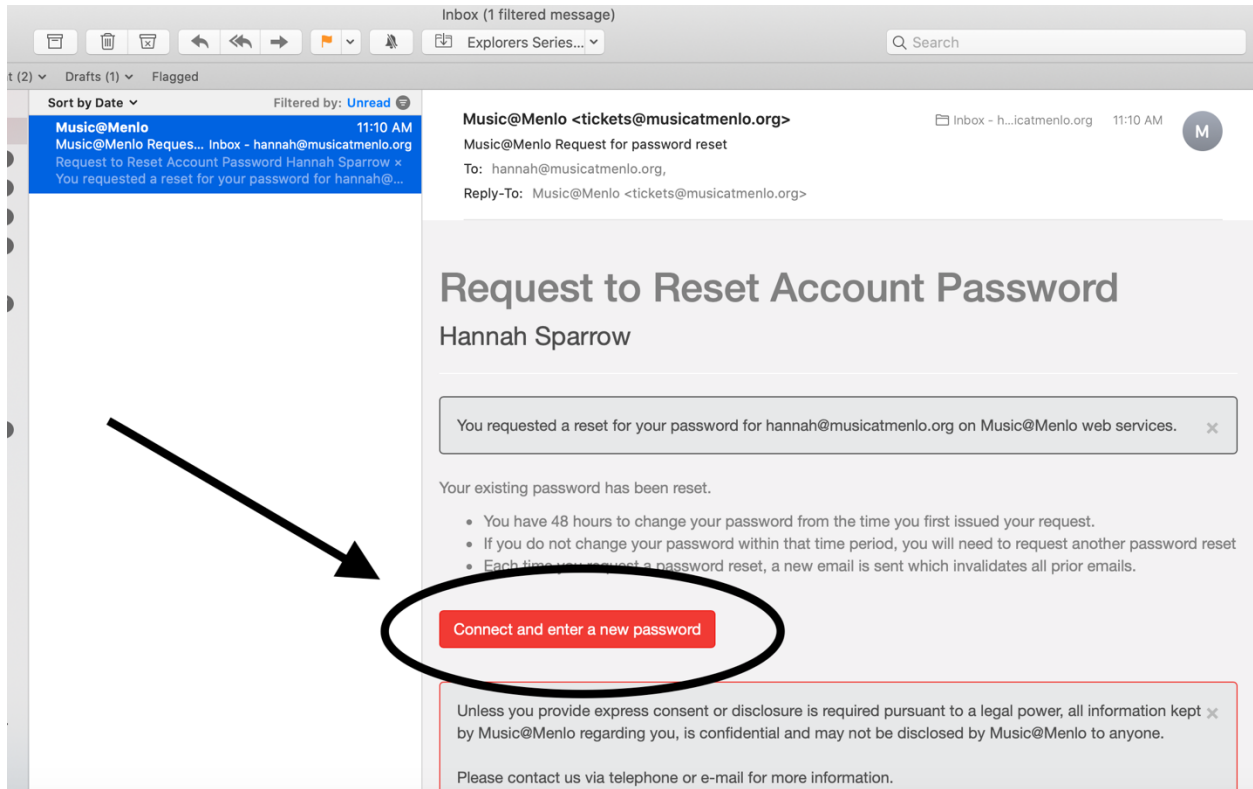 Inbox (1 filtered message)
Explorers Series...
Search
t (2) Drafts (1) Flagged
Sort by Date Filtered by: Unread
Music@Menlo 11:10 AM
Music@Menlo Reques... Inbox - hannah@musicatmenlo.org
Request to Reset Account Password Hannah Sparrow ×
You requested a reset for your password for hannah@...
Music@Menlo <tickets@musicatmenlo.org> Inbox - h...icatmenlo.org 11:10 AM
M
Music@Menlo Request for password reset
To: hannah@musicatmenlo.org,
Reply-To: Music@Menlo <tickets@musicatmenlo.org>
Request to Reset Account Password
Hannah Sparrow
You requested a reset for your password for hannah@musicatmenlo.org on Music@Menlo web services. ×
Your existing password has been reset.
• You have 48 hours to change your password from the time you first issued your request.
• If you do not change your password within that time period, you will need to request another password reset
• Each time you request a password reset, a new email is sent which invalidates all prior emails.
Connect and enter a new password
Unless you provide express consent or disclosure is required pursuant to a legal power, all information kept ×
by Music@Menlo regarding you, is confidential and may not be disclosed by Music@Menlo to anyone.
Please contact us via telephone or e-mail for more information.